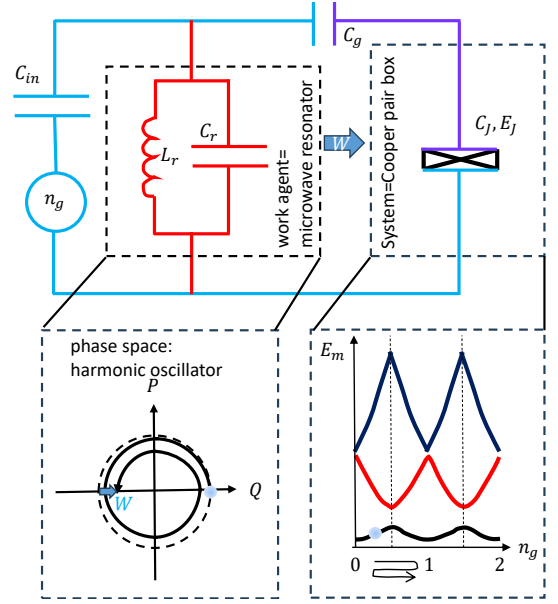 C_g
C_in
C_r
L_r
n_g
W
work agent=
microwave resonator
System=Cooper pair box
C_J, E_J
phase space:
harmonic oscillator
P
Q
W
E_m
0 1 2
n_g